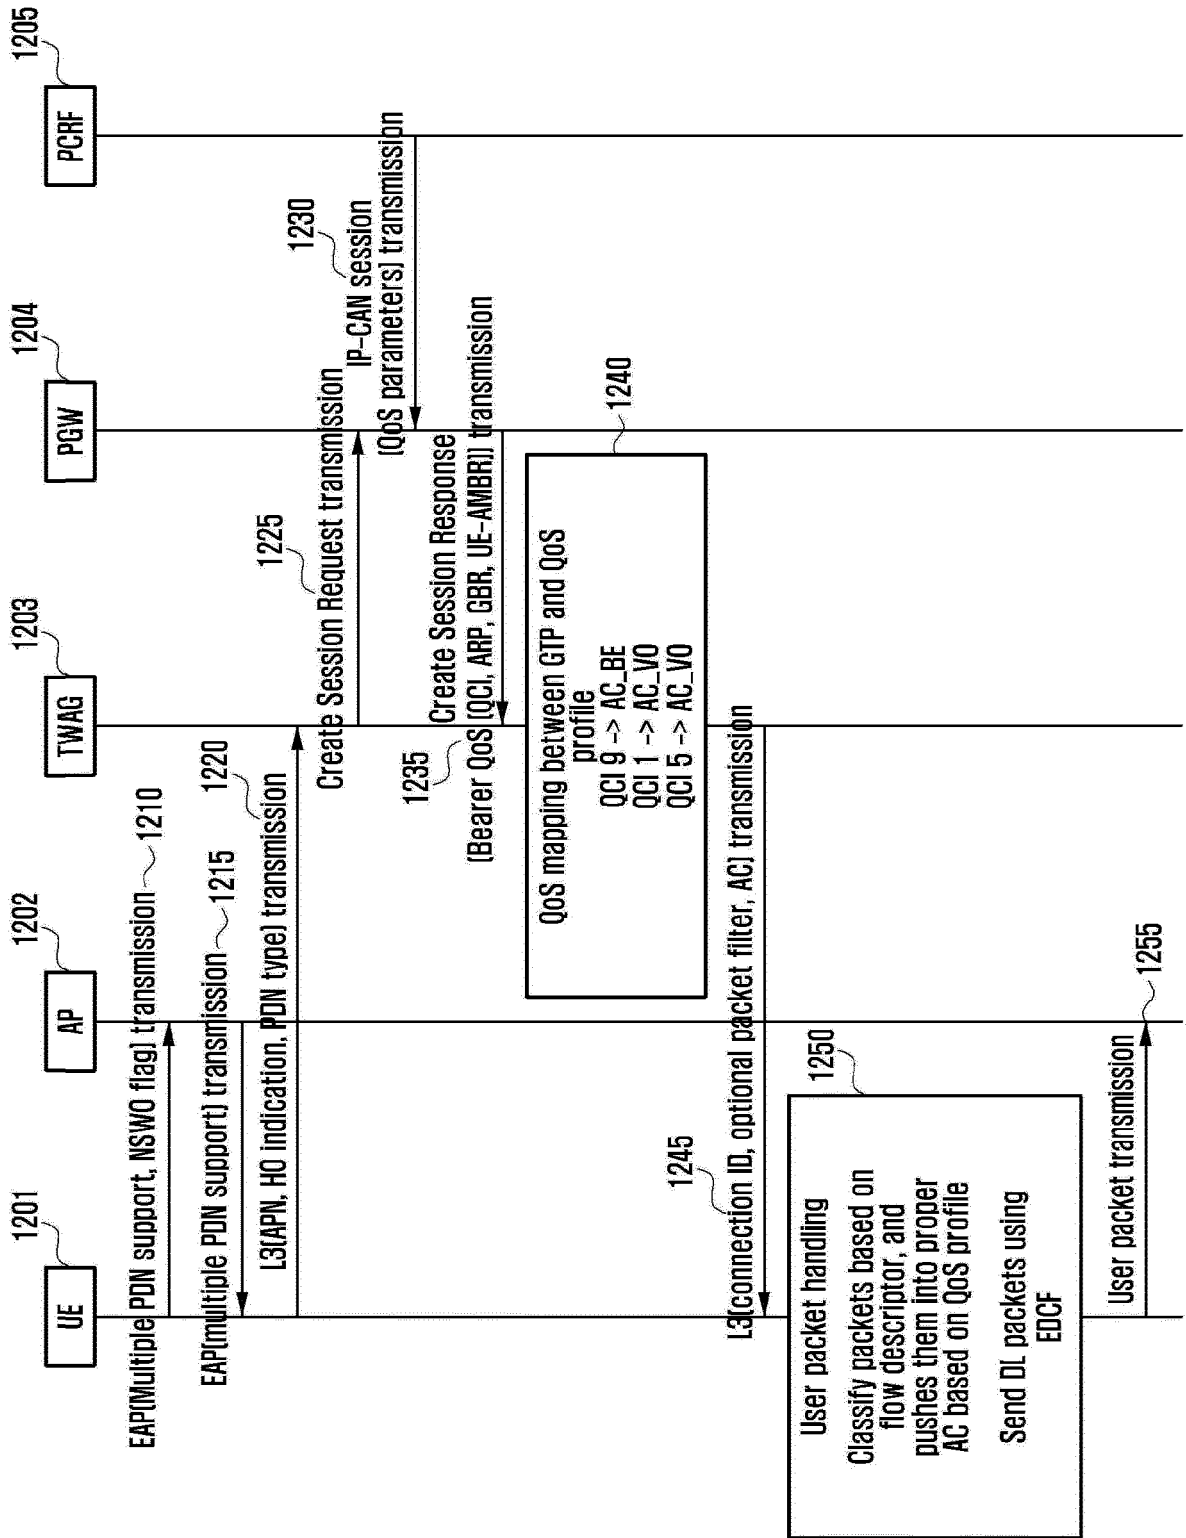 UE
1201
AP
1202
TWAG
1203
PGW
1204
PCRF
1205
EAP(Multiple PDN support, NSWO flag) transmission
1210
EAP(multiple PDN support) transmission
1215
L3(APN, HO indication, PDN type) transmission
1220
1225
Create Session Request transmission
1230
IP-CAN session
(QoS parameters) transmission
1235
Create Session Response
(Bearer QoS (QCI, ARP, GBR, UE-AMBR)) transmission
1240
QoS mapping between GTP and QoS
profile
QCI 9 -> AC_BE
QCI 1 -> AC_VO
QCI 5 -> AC_VO
1245
L3(connection ID, optional packet filter, AC) transmission
1250
User packet handling
Classify packets based on
flow descriptor, and
pushes them into proper
AC based on QoS profile
Send DL packets using
EDCF
User packet transmission
1255